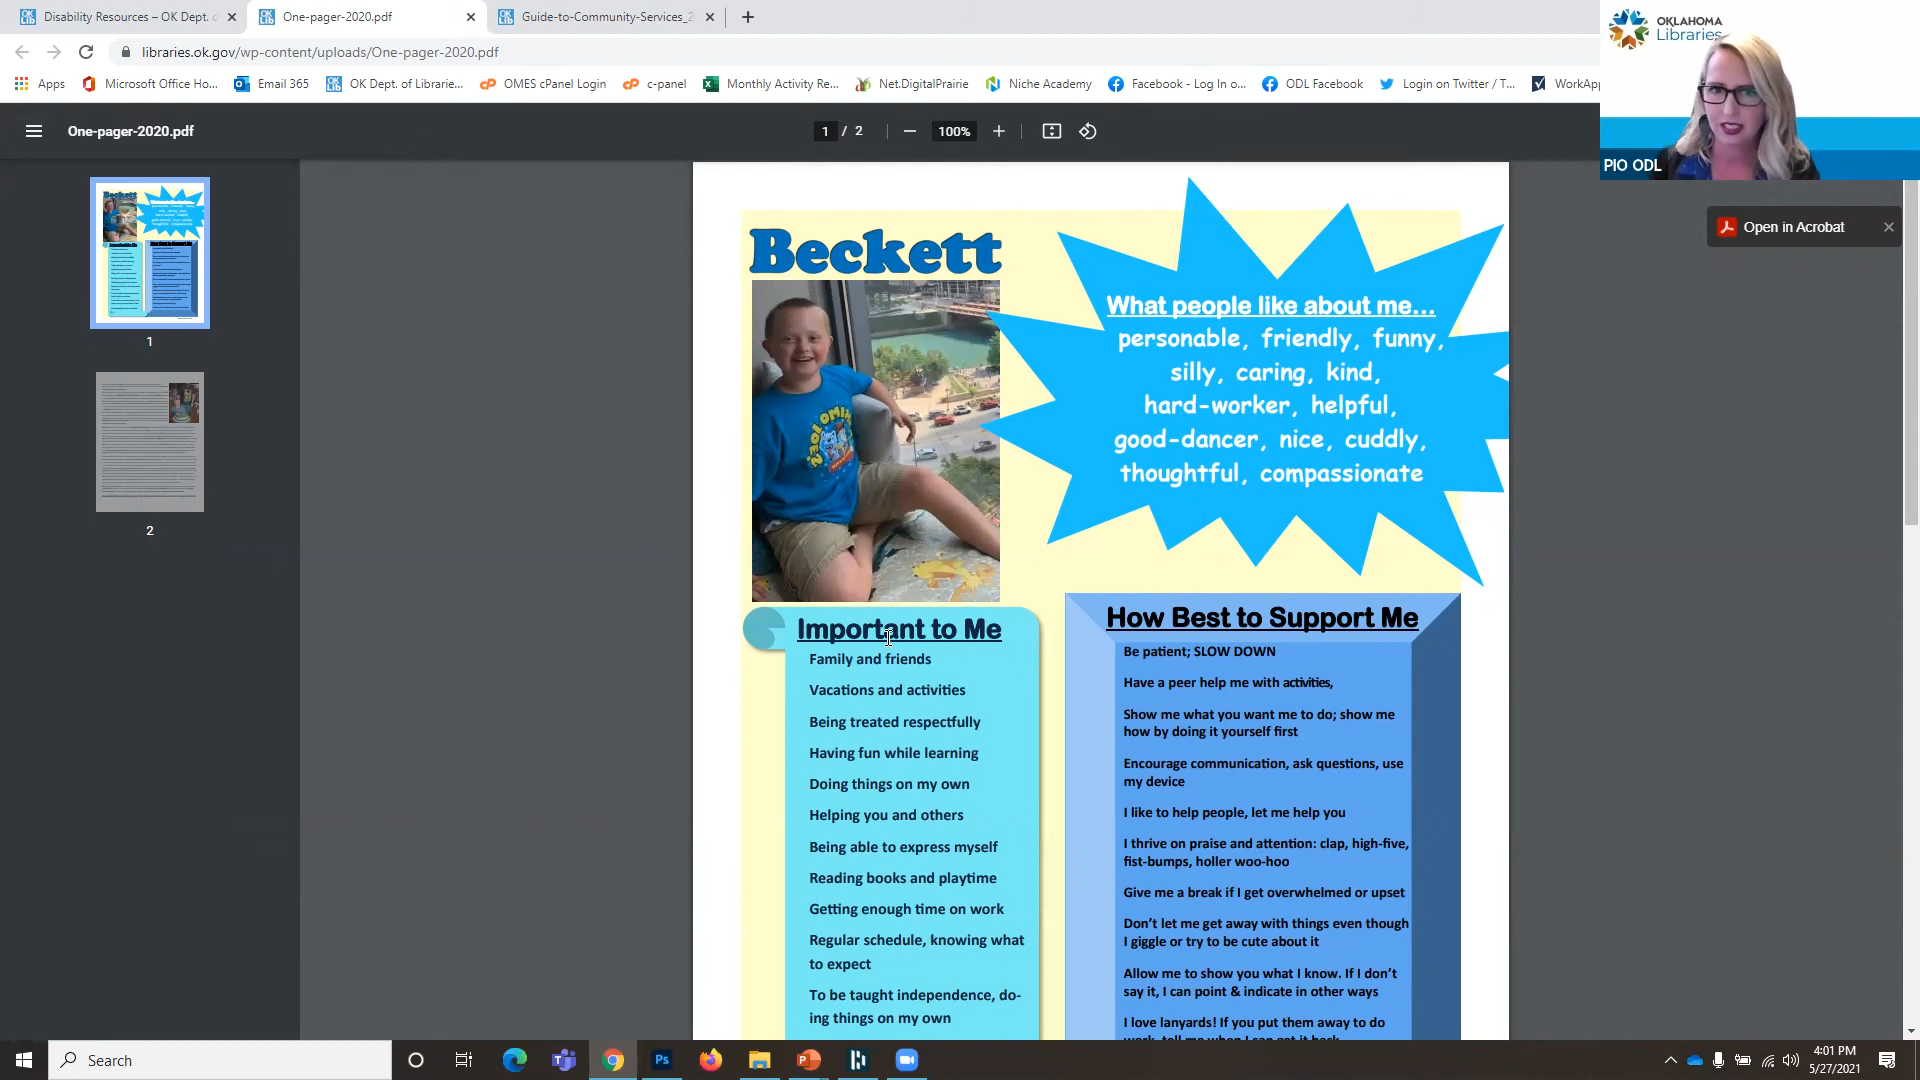 Disability Resources – OK Dept. o
One-pager-2020.pdf
Guide-to-Community-Services_2
libraries.ok.gov/wp-content/uploads/One-pager-2020.pdf
Apps
Microsoft Office Ho...
Email 365
OK Dept. of Librarie...
OMES cPanel Login
c-panel
Monthly Activity Re...
Net.DigitalPrairie
Niche Academy
Facebook - Log In o...
ODL Facebook
Login on Twitter / T...
WorkApp
OKLAHOMA
Libraries
PIO ODL
One-pager-2020.pdf
1 / 2
100%
Open in Acrobat
1
2
Beckett
What people like about me...
personable, friendly, funny,
silly, caring, kind,
hard-worker, helpful,
good-dancer, nice, cuddly,
thoughtful, compassionate
Important to Me
Family and friends
Vacations and activities
Being treated respectfully
Having fun while learning
Doing things on my own
Helping you and others
Being able to express myself
Reading books and playtime
Getting enough time on work
Regular schedule, knowing what
to expect
To be taught independence, do-
ing things on my own
How Best to Support Me
Be patient; SLOW DOWN
Have a peer help me with activities,
Show me what you want me to do; show me
how by doing it yourself first
Encourage communication, ask questions, use
my device
I like to help people, let me help you
I thrive on praise and attention: clap, high-five,
fist-bumps, holler woo-hoo
Give me a break if I get overwhelmed or upset
Don't let me get away with things even though
I giggle or try to be cute about it
Allow me to show you what I know. If I don't
say it, I can point & indicate in other ways
I love lanyards! If you put them away to do
work, tell me when I can get it back
Search
4:01 PM
5/27/2021